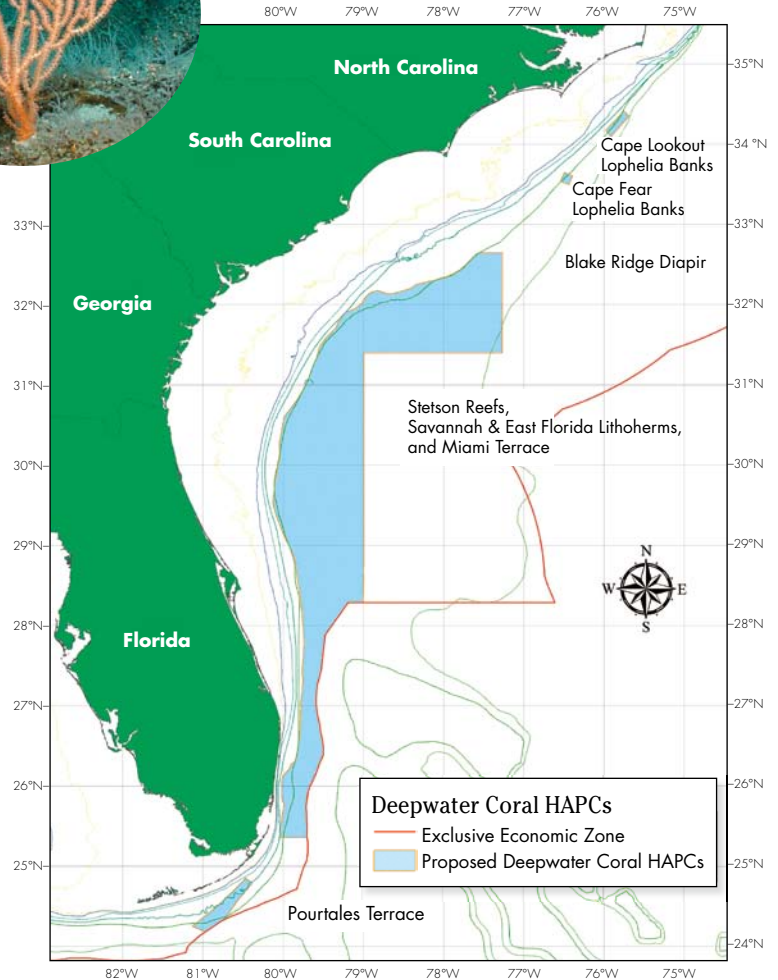 80°W 79°W 78°W 77°W 76°W 75°W
North Carolina
35°N
South Carolina
34 °N
Cape Lookout
Lophelia Banks
Cape Fear
Lophelia Banks
33°N
33°N
Blake Ridge Diapir
Georgia
32°N
32°N
31°N
31°N
Stetson Reefs,
Savannah & East Florida Lithoherms,
and Miami Terrace
30°N
30°N
29°N
29°N
N
W E
S
28°N
28°N
Florida
27°N
27°N
26°N
26°N
Deepwater Coral HAPCs
Exclusive Economic Zone
Proposed Deepwater Coral HAPCs
25°N
25°N
Pourtales Terrace
24°N
82°W 81°W 80°W 79°W 78°W 77°W 76°W 75°W